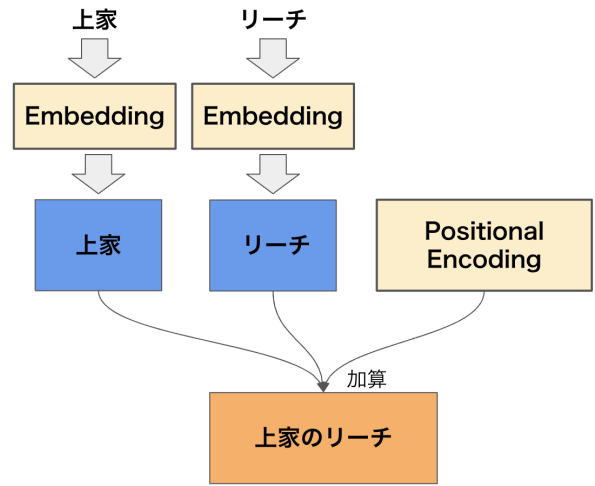 上家
リーチ
Embedding
Embedding
上家
リーチ
Positional
Encoding
加算
上家のリーチ